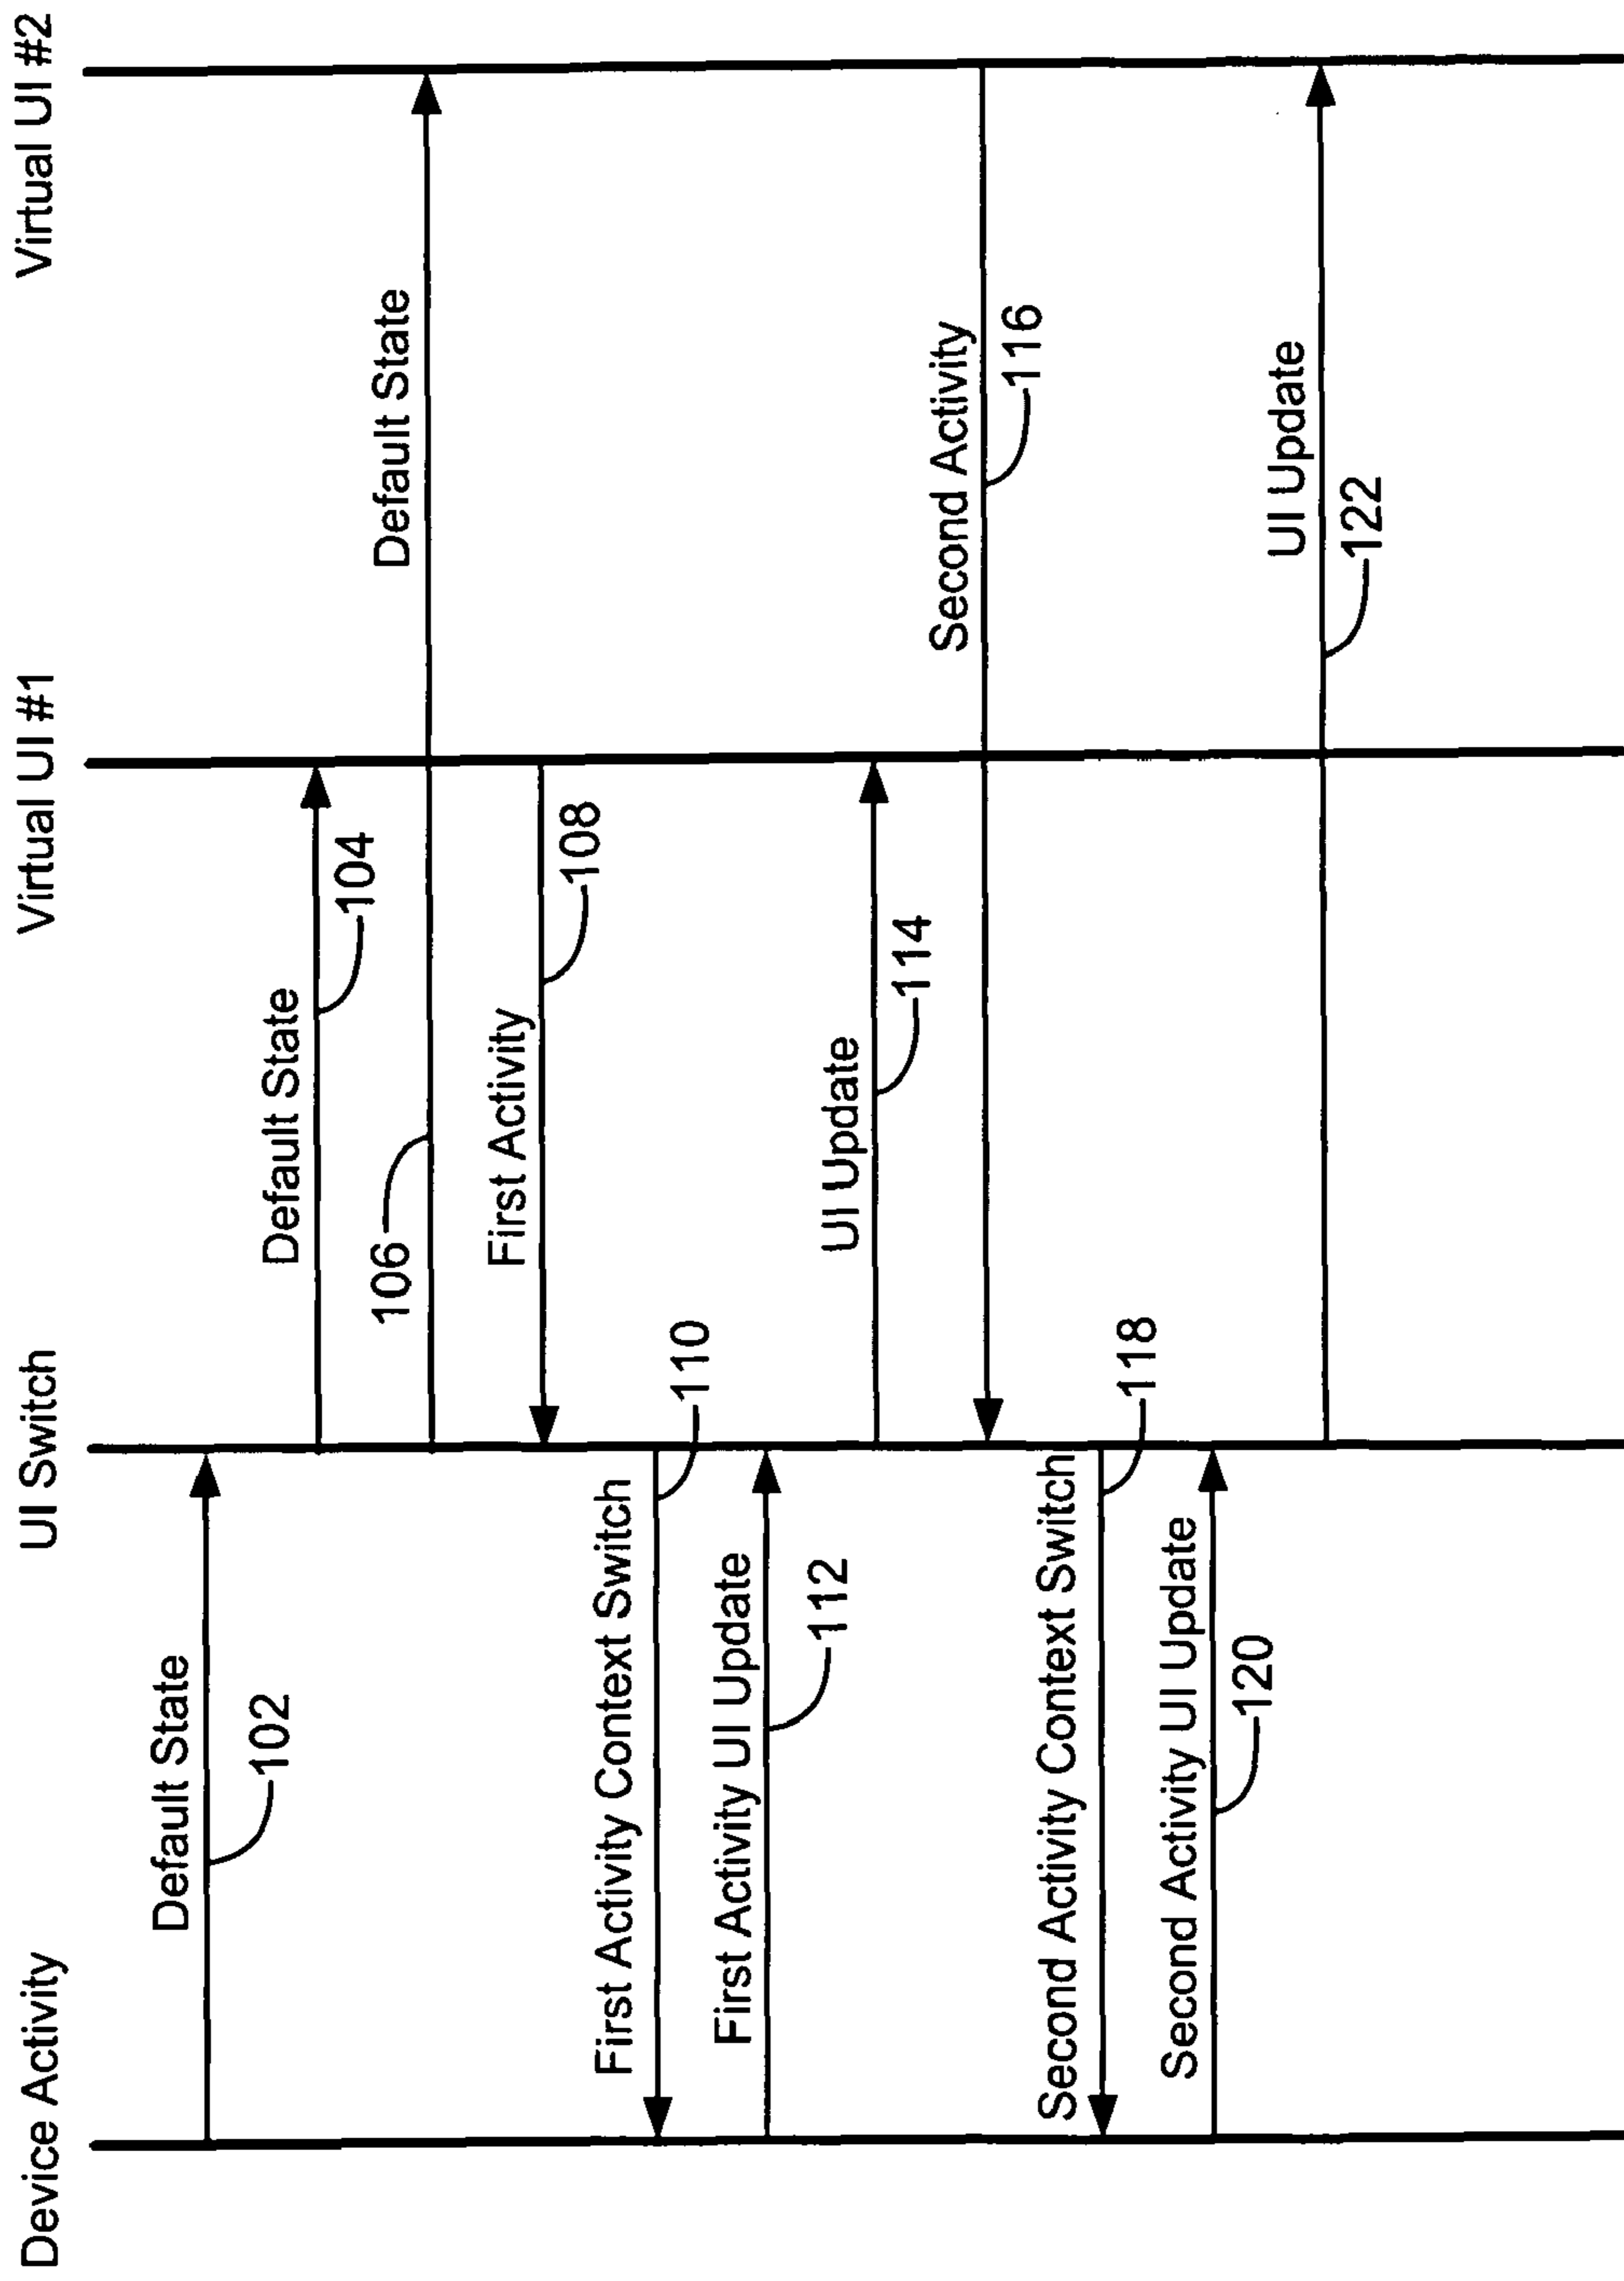 Device Activity
UI Switch
Virtual UI #1
Virtual UI #2
Default State
102
Default State
104
Default State
106
First Activity
108
First Activity Context Switch
110
First Activity UI Update
112
UI Update
114
Second Activity
116
Second Activity Context Switch
118
Second Activity UI Update
120
UI Update
122